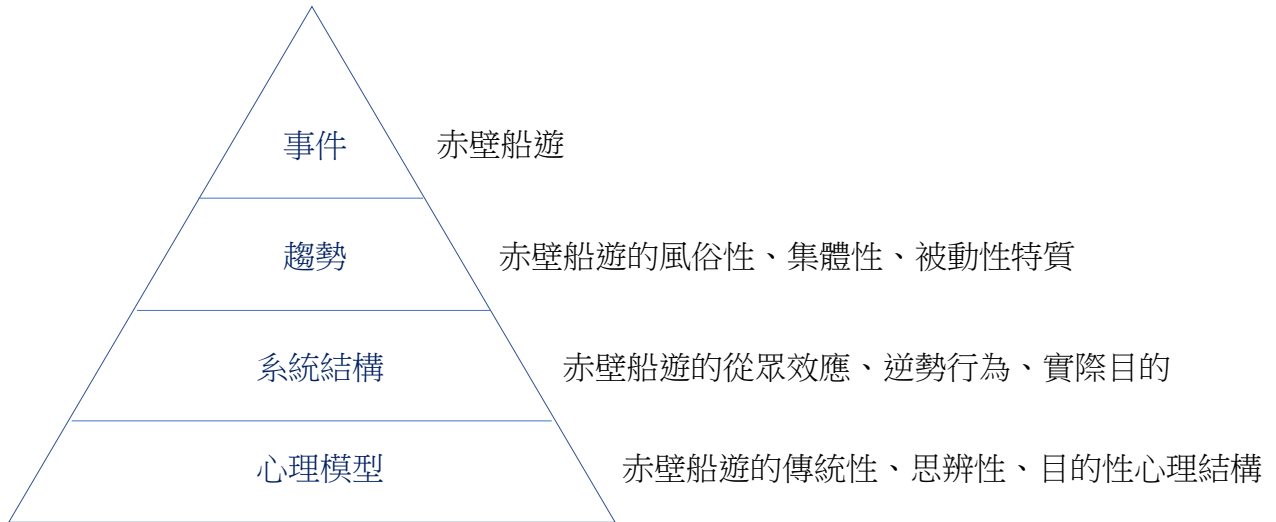 事件 赤壁船遊
趨勢 赤壁船遊的風俗性、集體性、被動性特質
系統結構 赤壁船遊的從眾效應、逆勢行為、實際目的
心理模型 赤壁船遊的傳統性、思辨性、目的性心理結構